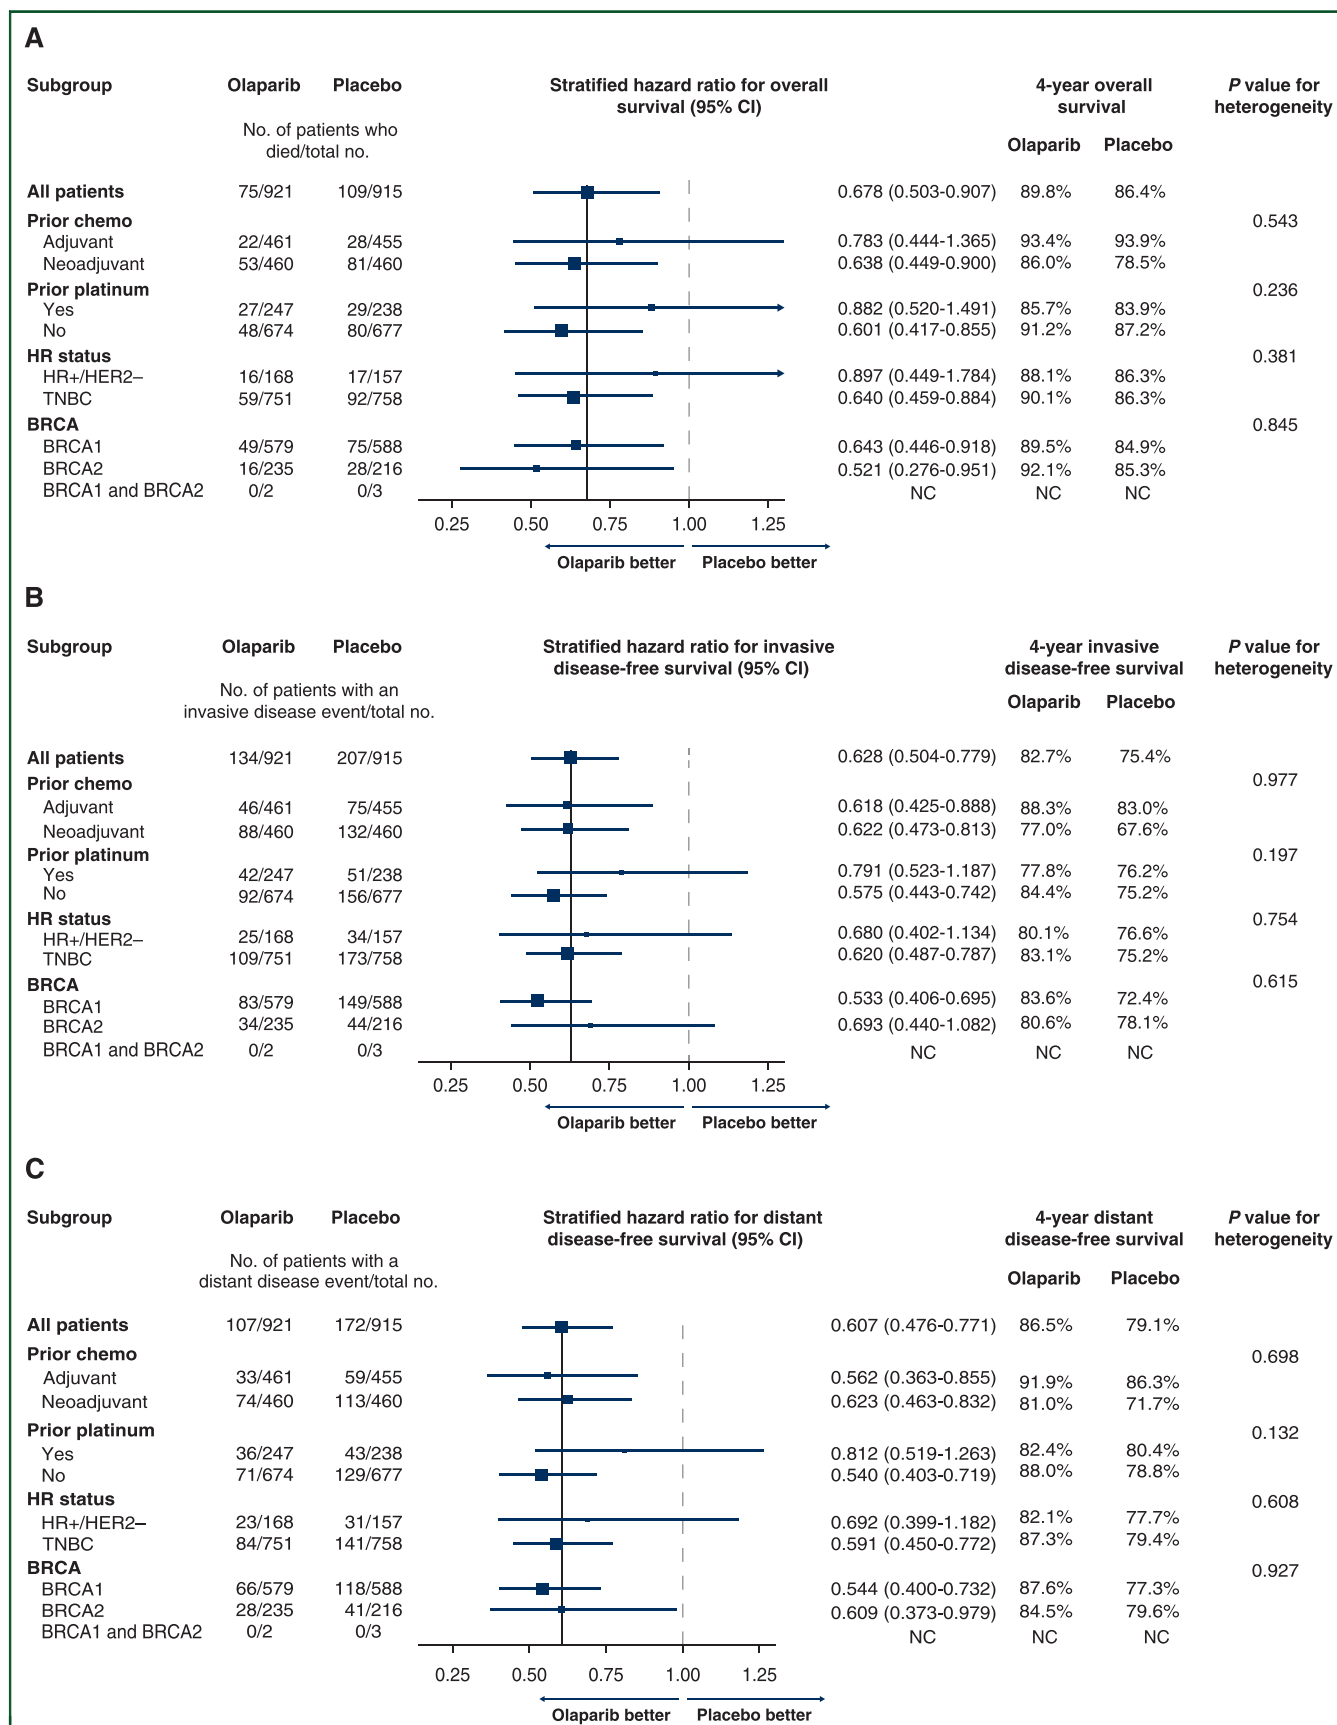 A
Subgroup Olaparib Placebo Stratified hazard ratio for overall survival (95% CI) 4-year overall survival P value for heterogeneity
No. of patients who died/total no. Olaparib Placebo
All patients 75/921 109/915 0.678 (0.503-0.907) 89.8% 86.4%
Prior chemo 0.543
Adjuvant 22/461 28/455 0.783 (0.444-1.365) 93.4% 93.9%
Neoadjuvant 53/460 81/460 0.638 (0.449-0.900) 86.0% 78.5%
Prior platinum 0.236
Yes 27/247 29/238 0.882 (0.520-1.491) 85.7% 83.9%
No 48/674 80/677 0.601 (0.417-0.855) 91.2% 87.2%
HR status 0.381
HR+/HER2– 16/168 17/157 0.897 (0.449-1.784) 88.1% 86.3%
TNBC 59/751 92/758 0.640 (0.459-0.884) 90.1% 86.3%
BRCA 0.845
BRCA1 49/579 75/588 0.643 (0.446-0.918) 89.5% 84.9%
BRCA2 16/235 28/216 0.521 (0.276-0.951) 92.1% 85.3%
BRCA1 and BRCA2 0/2 0/3 NC NC NC
0.25 0.50 0.75 1.00 1.25
Olaparib better Placebo better
B
Subgroup Olaparib Placebo Stratified hazard ratio for invasive disease-free survival (95% CI) 4-year invasive disease-free survival P value for heterogeneity
No. of patients with an invasive disease event/total no. Olaparib Placebo
All patients 134/921 207/915 0.628 (0.504-0.779) 82.7% 75.4%
Prior chemo 0.977
Adjuvant 46/461 75/455 0.618 (0.425-0.888) 88.3% 83.0%
Neoadjuvant 88/460 132/460 0.622 (0.473-0.813) 77.0% 67.6%
Prior platinum 0.197
Yes 42/247 51/238 0.791 (0.523-1.187) 77.8% 76.2%
No 92/674 156/677 0.575 (0.443-0.742) 84.4% 75.2%
HR status 0.754
HR+/HER2– 25/168 34/157 0.680 (0.402-1.134) 80.1% 76.6%
TNBC 109/751 173/758 0.620 (0.487-0.787) 83.1% 75.2%
BRCA 0.615
BRCA1 83/579 149/588 0.533 (0.406-0.695) 83.6% 72.4%
BRCA2 34/235 44/216 0.693 (0.440-1.082) 80.6% 78.1%
BRCA1 and BRCA2 0/2 0/3 NC NC NC
0.25 0.50 0.75 1.00 1.25
Olaparib better Placebo better
C
Subgroup Olaparib Placebo Stratified hazard ratio for distant disease-free survival (95% CI) 4-year distant disease-free survival P value for heterogeneity
No. of patients with a distant disease event/total no. Olaparib Placebo
All patients 107/921 172/915 0.607 (0.476-0.771) 86.5% 79.1%
Prior chemo 0.698
Adjuvant 33/461 59/455 0.562 (0.363-0.855) 91.9% 86.3%
Neoadjuvant 74/460 113/460 0.623 (0.463-0.832) 81.0% 71.7%
Prior platinum 0.132
Yes 36/247 43/238 0.812 (0.519-1.263) 82.4% 80.4%
No 71/674 129/677 0.540 (0.403-0.719) 88.0% 78.8%
HR status 0.608
HR+/HER2– 23/168 31/157 0.692 (0.399-1.182) 82.1% 77.7%
TNBC 84/751 141/758 0.591 (0.450-0.772) 87.3% 79.4%
BRCA 0.927
BRCA1 66/579 118/588 0.544 (0.400-0.732) 87.6% 77.3%
BRCA2 28/235 41/216 0.609 (0.373-0.979) 84.5% 79.6%
BRCA1 and BRCA2 0/2 0/3 NC NC NC
0.25 0.50 0.75 1.00 1.25
Olaparib better Placebo better